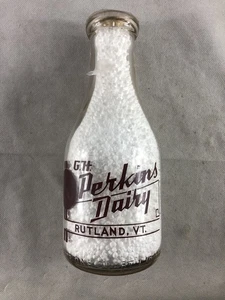 G.H.
Perkins
Dairy
RUTLAND, VT.